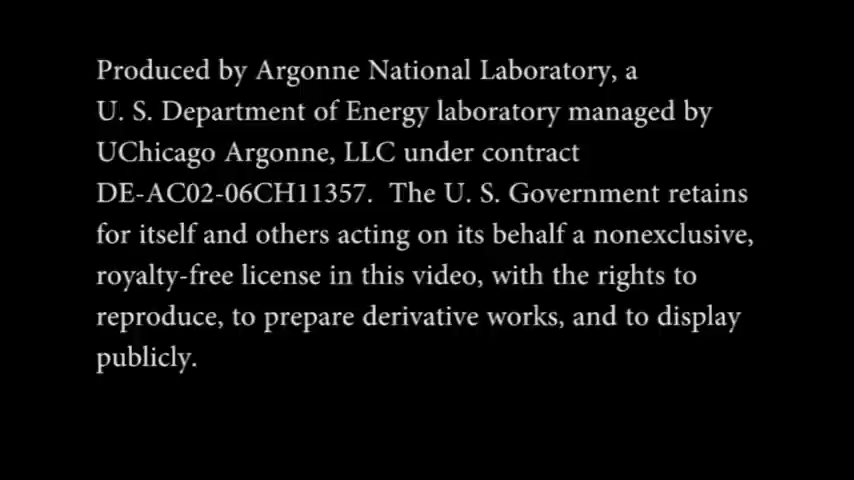 Produced by Argonne National Laboratory, a
U. S. Department of Energy laboratory managed by
UChicago Argonne, LLC under contract
DE-AC02-06CH11357.  The U. S. Government retains
for itself and others acting on its behalf a nonexclusive,
royalty-free license in this video, with the rights to
reproduce, to prepare derivative works, and to display
publicly.